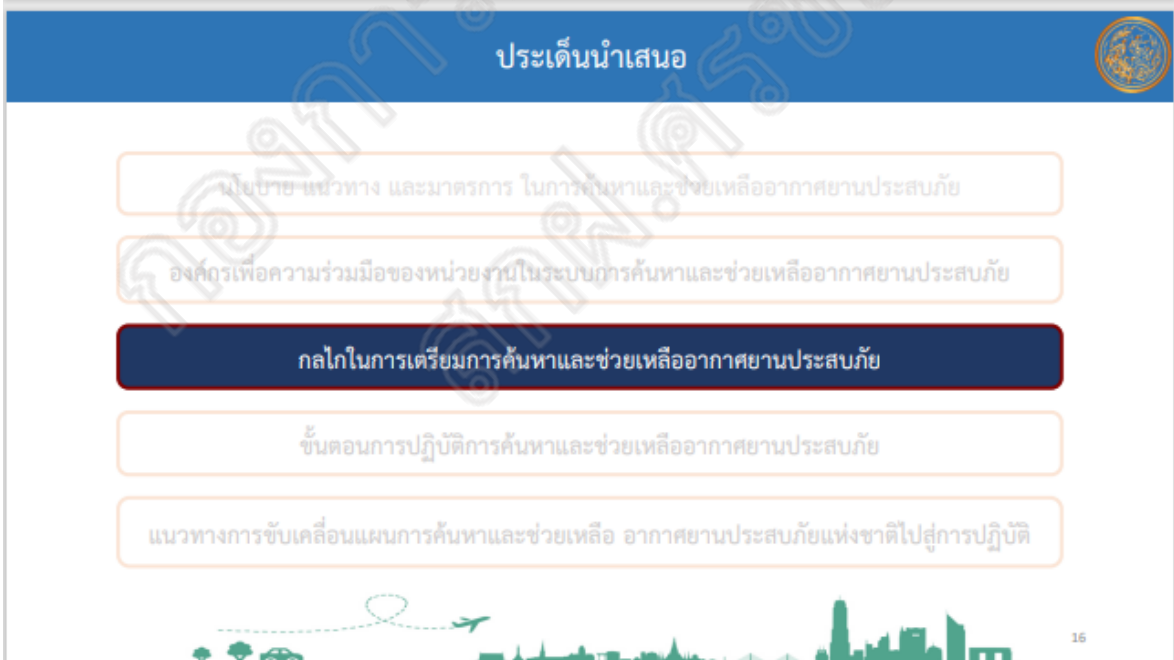 ประเด็นนำเสนอ
นโยบาย แนวทาง และมาตรการ ในการค้นหาและช่วยเหลืออากาศยานประสบภัย
องค์กรเพื่อความร่วมมือของหน่วยงานในระบบการค้นหาและช่วยเหลืออากาศยานประสบภัย
กลไกในการเตรียมการค้นหาและช่วยเหลืออากาศยานประสบภัย
ขั้นตอนการปฏิบัติการค้นหาและช่วยเหลืออากาศยานประสบภัย
แนวทางการขับเคลื่อนแผนการค้นหาและช่วยเหลือ อากาศยานประสบภัยแห่งชาติไปสู่การปฏิบัติ
16